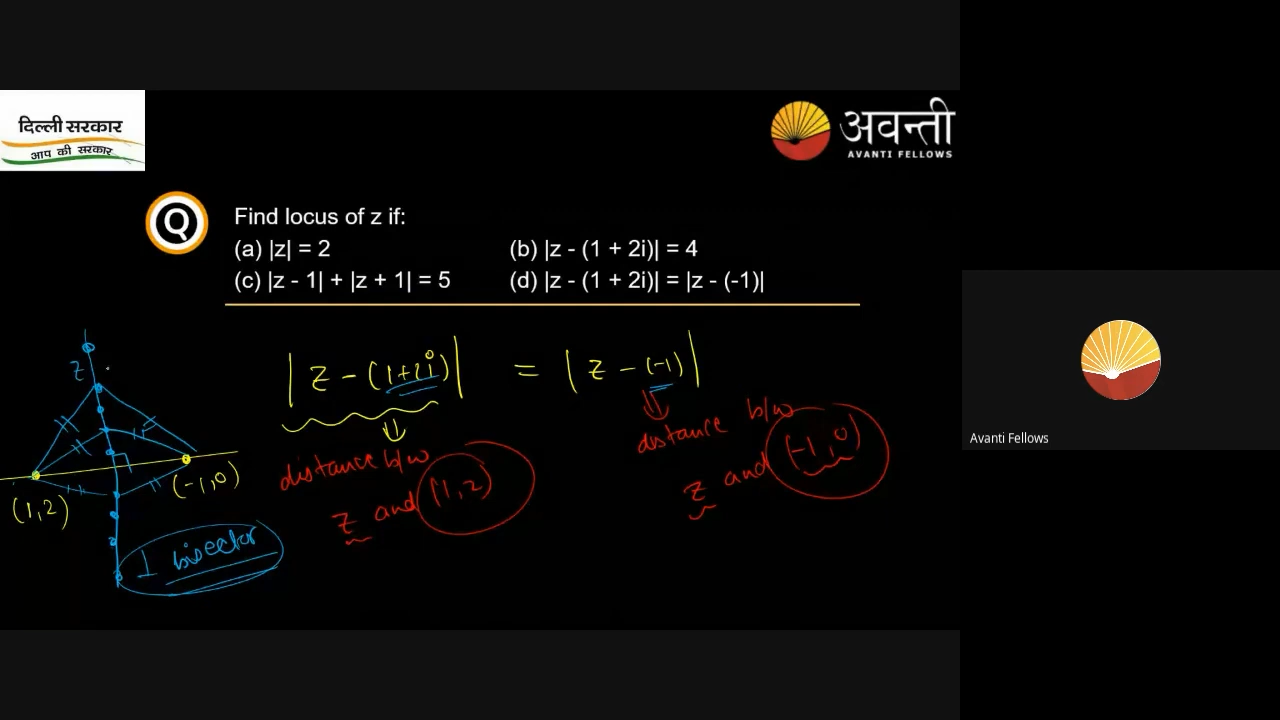 दिल्ली सरकार
आप की सरकार
अवन्ती
AVANTI FELLOWS
Q
Find locus of z if:
(a) |z| = 2 (b) |z - (1 + 2i)| = 4
(c) |z - 1| + |z + 1| = 5 (d) |z - (1 + 2i)| = |z - (-1)|
|z - (1+2i)| = |z - (-1)|
distance b/w
z and (1,2)
distance b/w
z and (-1,0)
z
(1,2)
(-1,0)
⊥ bisector
Avanti Fellows